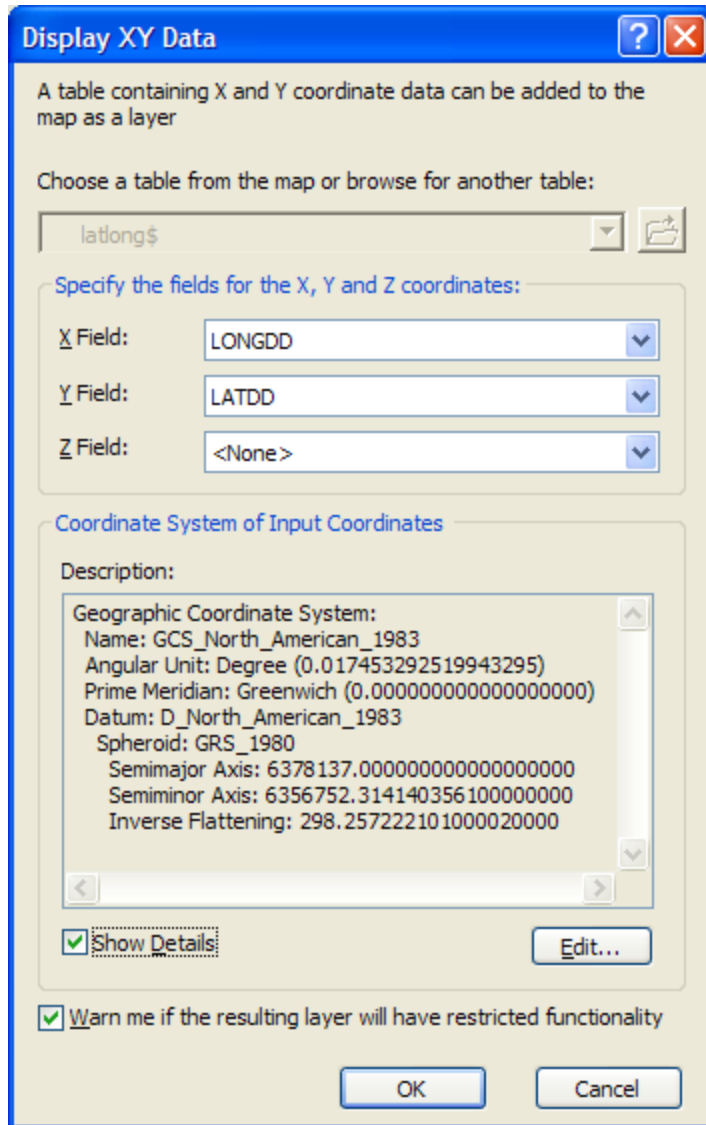 Display XY Data
A table containing X and Y coordinate data can be added to the
map as a layer
Choose a table from the map or browse for another table:
latlong$
Specify the fields for the X, Y and Z coordinates:
X Field:
LONGDD
Y Field:
LATDD
Z Field:
<None>
Coordinate System of Input Coordinates
Description:
Geographic Coordinate System:
Name: GCS_North_American_1983
Angular Unit: Degree (0.017453292519943295)
Prime Meridian: Greenwich (0.000000000000000000)
Datum: D_North_American_1983
Spheroid: GRS_1980
Semimajor Axis: 6378137.000000000000000000
Semiminor Axis: 6356752.314140356100000000
Inverse Flattening: 298.257222101000020000
Show Details
Edit...
Warn me if the resulting layer will have restricted functionality
OK
Cancel